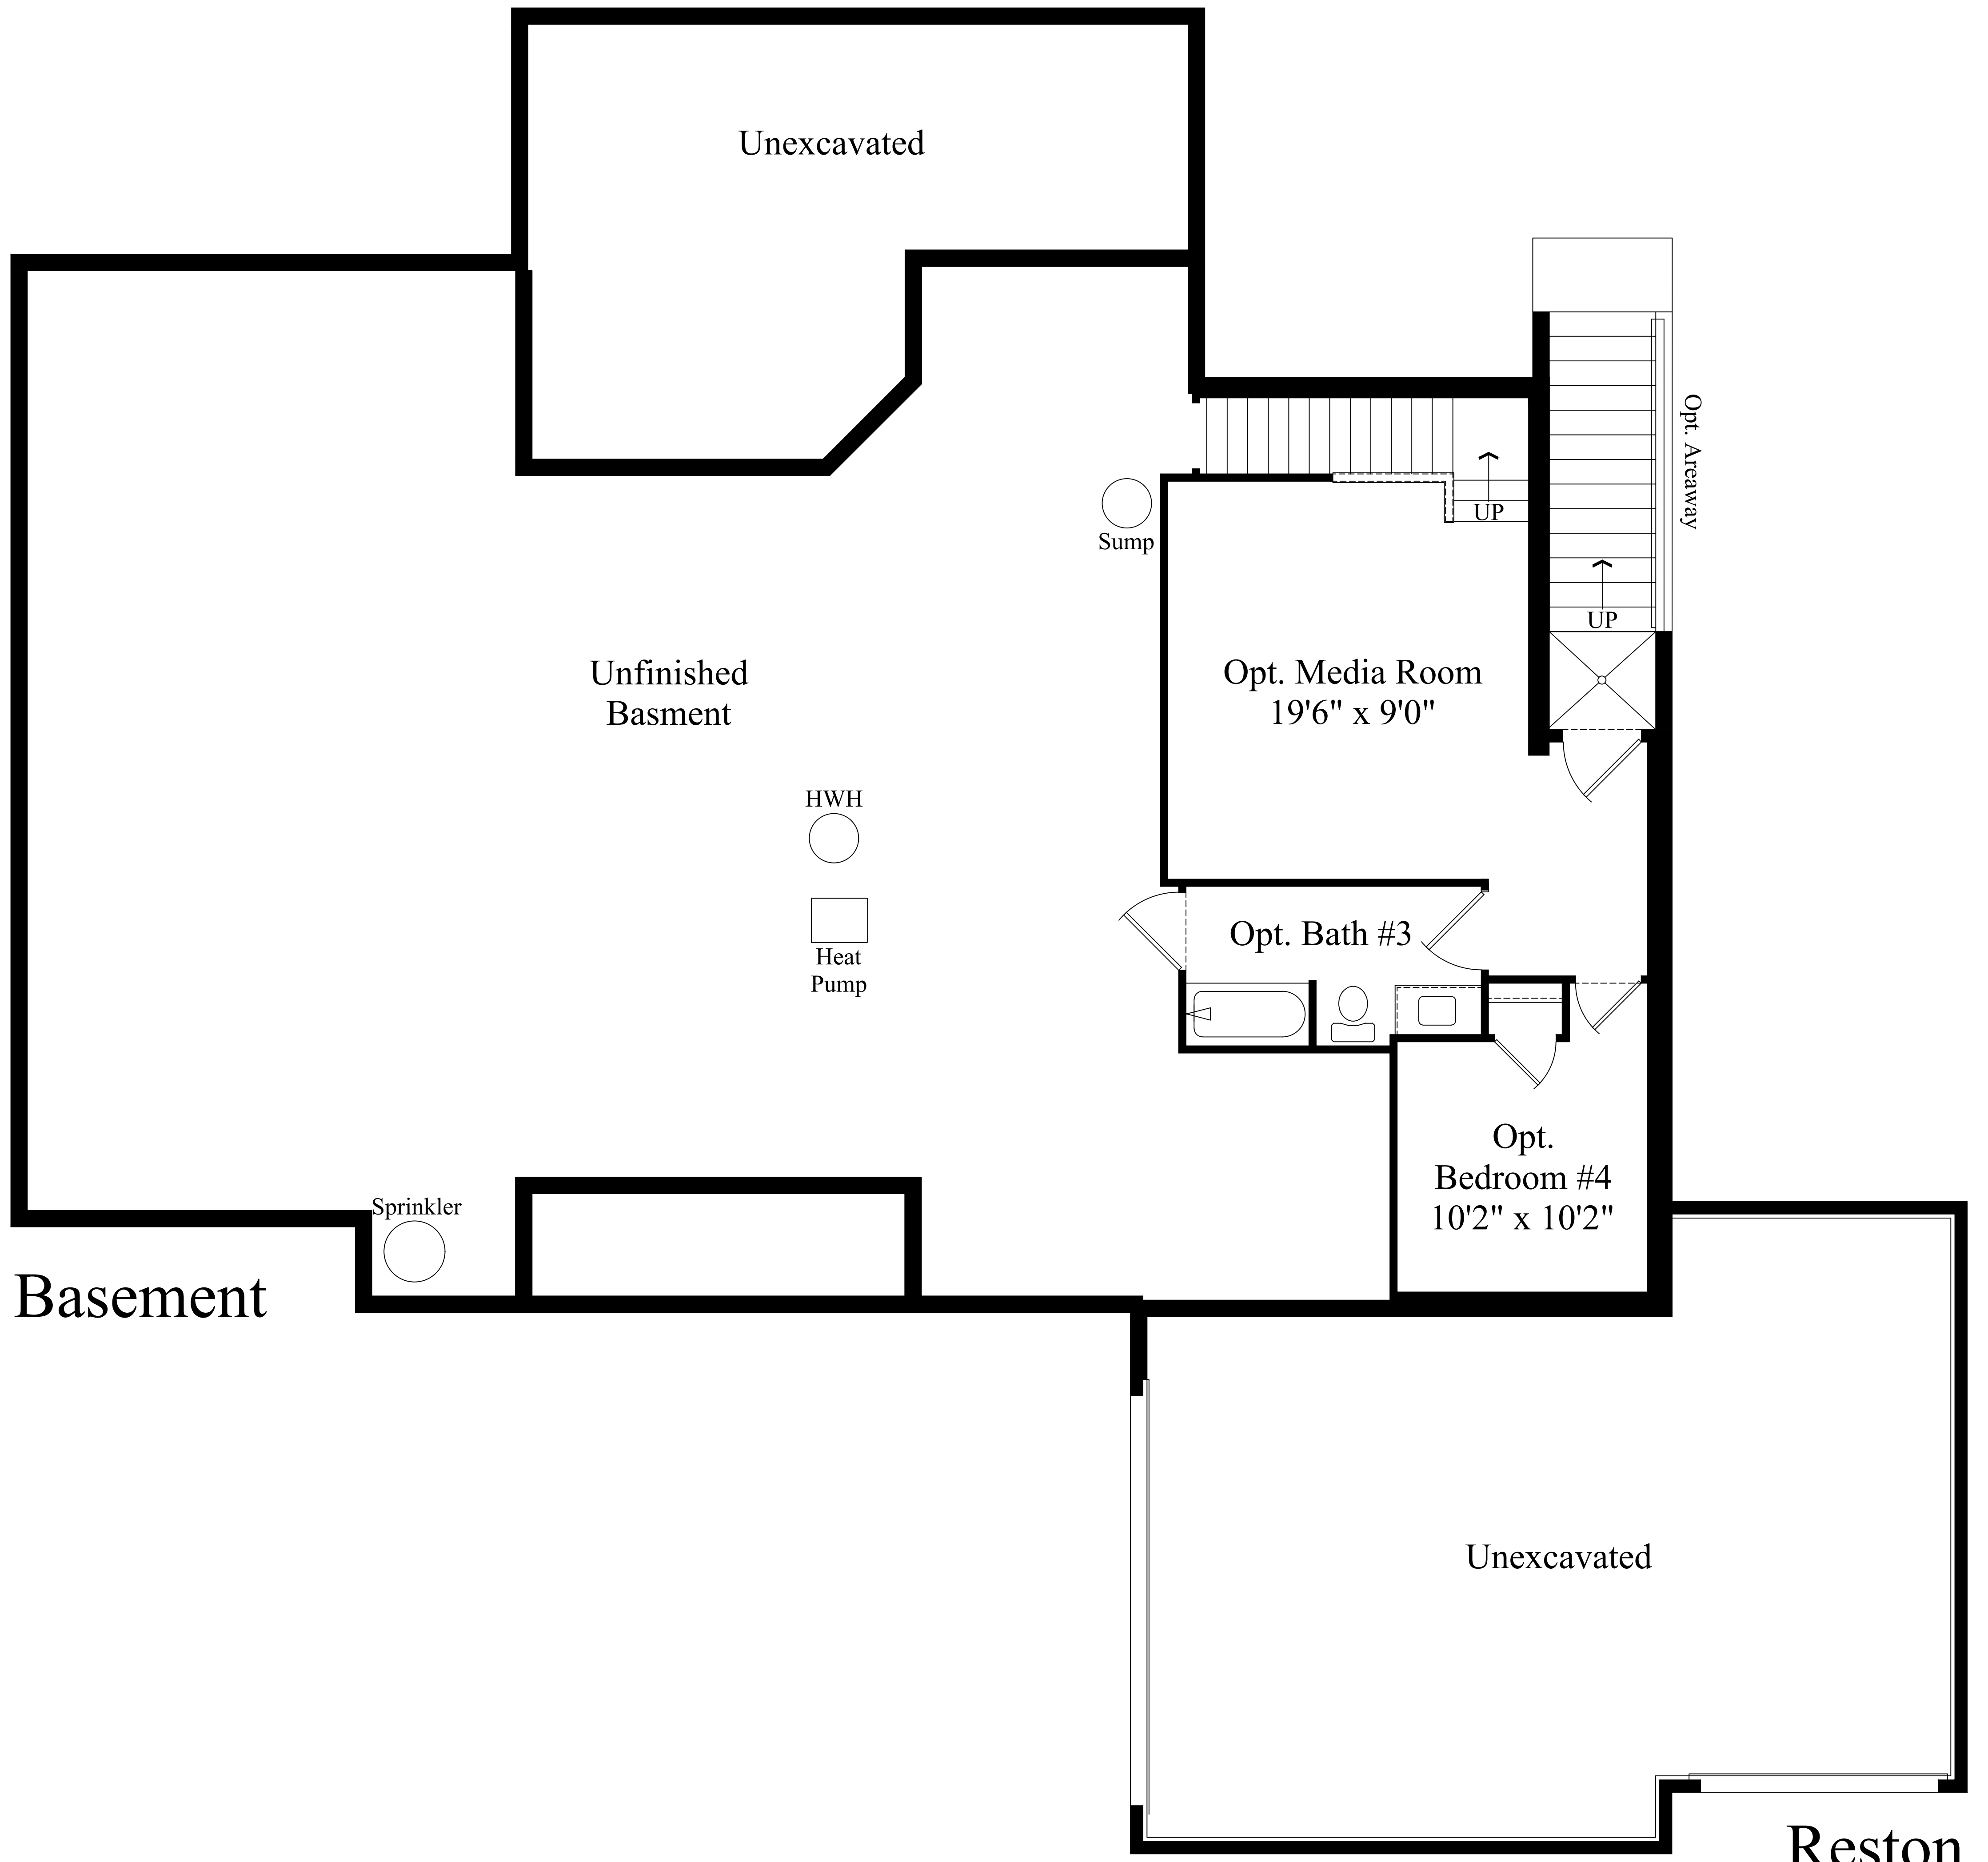 Unexcavated
Opt. Areaway
UP
Sump
UP
Unfinished
Basment
Opt. Media Room
19'6" x 9'0"
HWH
Opt. Bath #3
Heat
Pump
Opt.
Bedroom #4
10'2" x 10'2"
Sprinkler
Basement
Unexcavated
Reston